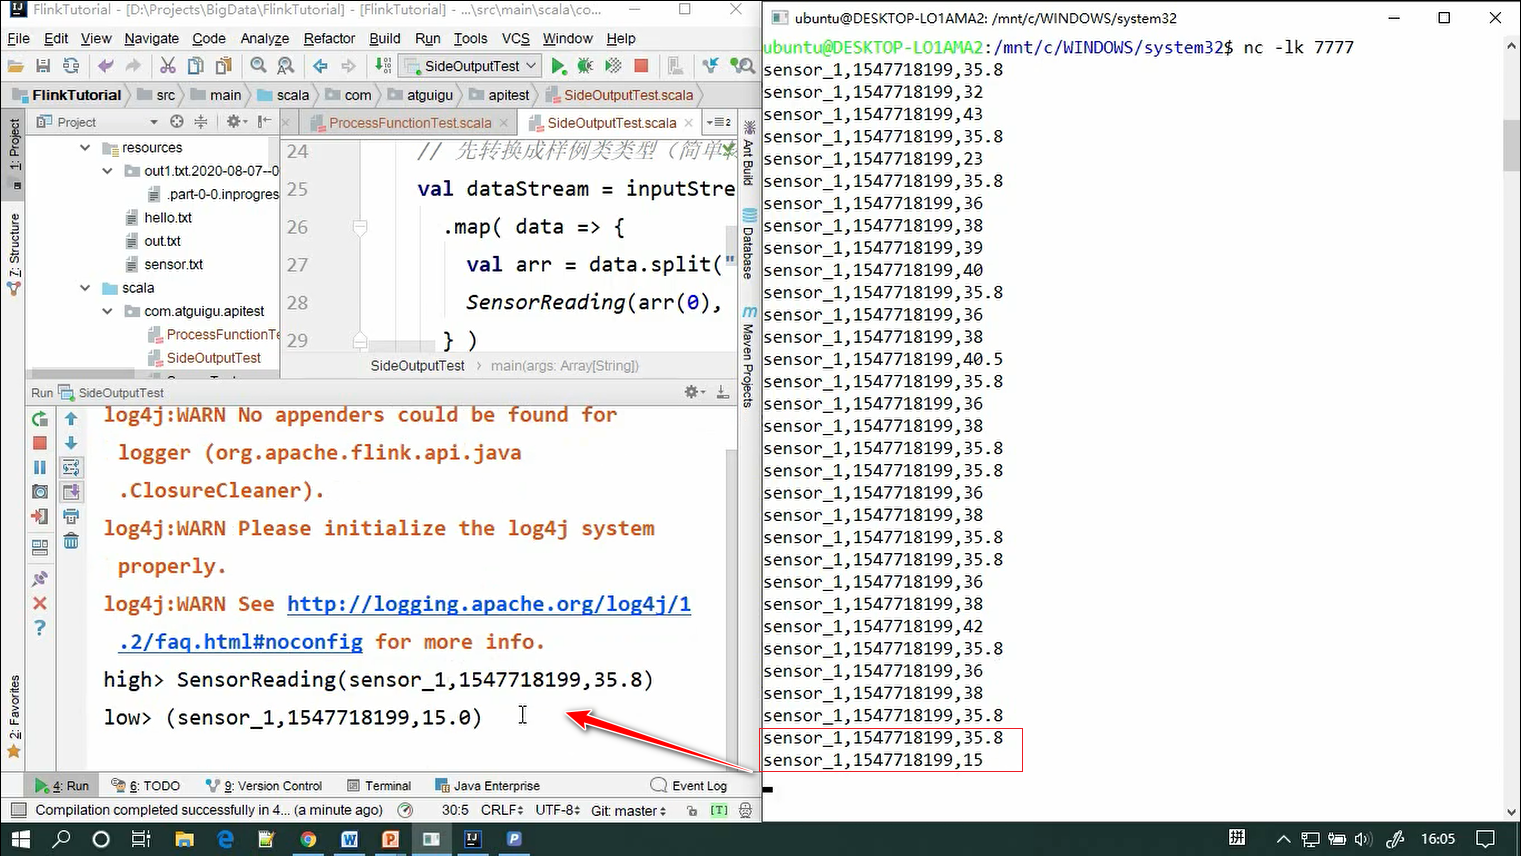 FlinkTutorial - [D:\Projects\BigData\FlinkTutorial] - [FlinkTutorial] - ...\src\main\scala\co...
File Edit View Navigate Code Analyze Refactor Build Run Tools VCS Window Help
SideOutputTest
FlinkTutorial src main scala com atguigu apitest SideOutputTest.scala
1: Project
7: Structure
2: Favorites
Project
resources
out1.txt.2020-08-07--0
.part-0-0.inprogres
hello.txt
out.txt
sensor.txt
scala
com.atguigu.apitest
ProcessFunctionTe
SideOutputTest
ProcessFunctionTest.scala
SideOutputTest.scala
24 // 先转换成样例类类型（简单
25 val dataStream = inputStre
26 .map( data => {
27 val arr = data.split("
28 SensorReading(arr(0),
29 } )
SideOutputTest main(args: Array[String])
Ant Build
Database
Maven Projects
Run SideOutputTest
log4j:WARN No appenders could be found for
logger (org.apache.flink.api.java
.ClosureCleaner).
log4j:WARN Please initialize the log4j system
properly.
log4j:WARN See http://logging.apache.org/log4j/1
.2/faq.html#noconfig for more info.
high> SensorReading(sensor_1,1547718199,35.8)
low> (sensor_1,1547718199,15.0)
4: Run 6: TODO 9: Version Control Terminal Java Enterprise Event Log
Compilation completed successfully in 4... (a minute ago) 30:5 CRLF UTF-8 Git: master [T]
ubuntu@DESKTOP-LO1AMA2: /mnt/c/WINDOWS/system32
ubuntu@DESKTOP-LO1AMA2:/mnt/c/WINDOWS/system32$ nc -lk 7777
sensor_1,1547718199,35.8
sensor_1,1547718199,32
sensor_1,1547718199,43
sensor_1,1547718199,35.8
sensor_1,1547718199,23
sensor_1,1547718199,35.8
sensor_1,1547718199,36
sensor_1,1547718199,38
sensor_1,1547718199,39
sensor_1,1547718199,40
sensor_1,1547718199,35.8
sensor_1,1547718199,36
sensor_1,1547718199,38
sensor_1,1547718199,40.5
sensor_1,1547718199,35.8
sensor_1,1547718199,36
sensor_1,1547718199,38
sensor_1,1547718199,35.8
sensor_1,1547718199,35.8
sensor_1,1547718199,36
sensor_1,1547718199,38
sensor_1,1547718199,35.8
sensor_1,1547718199,35.8
sensor_1,1547718199,36
sensor_1,1547718199,38
sensor_1,1547718199,42
sensor_1,1547718199,35.8
sensor_1,1547718199,36
sensor_1,1547718199,38
sensor_1,1547718199,35.8
sensor_1,1547718199,35.8
sensor_1,1547718199,15
16:05